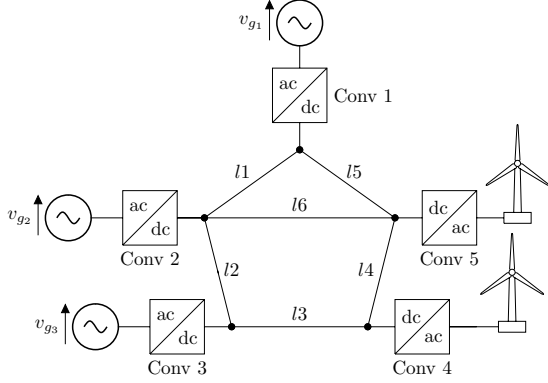 v_{g_1}
ac
dc
Conv 1
l1
l5
v_{g_2}
ac
dc
Conv 2
l6
dc
ac
Conv 5
l2
l4
v_{g_3}
ac
dc
Conv 3
l3
dc
ac
Conv 4